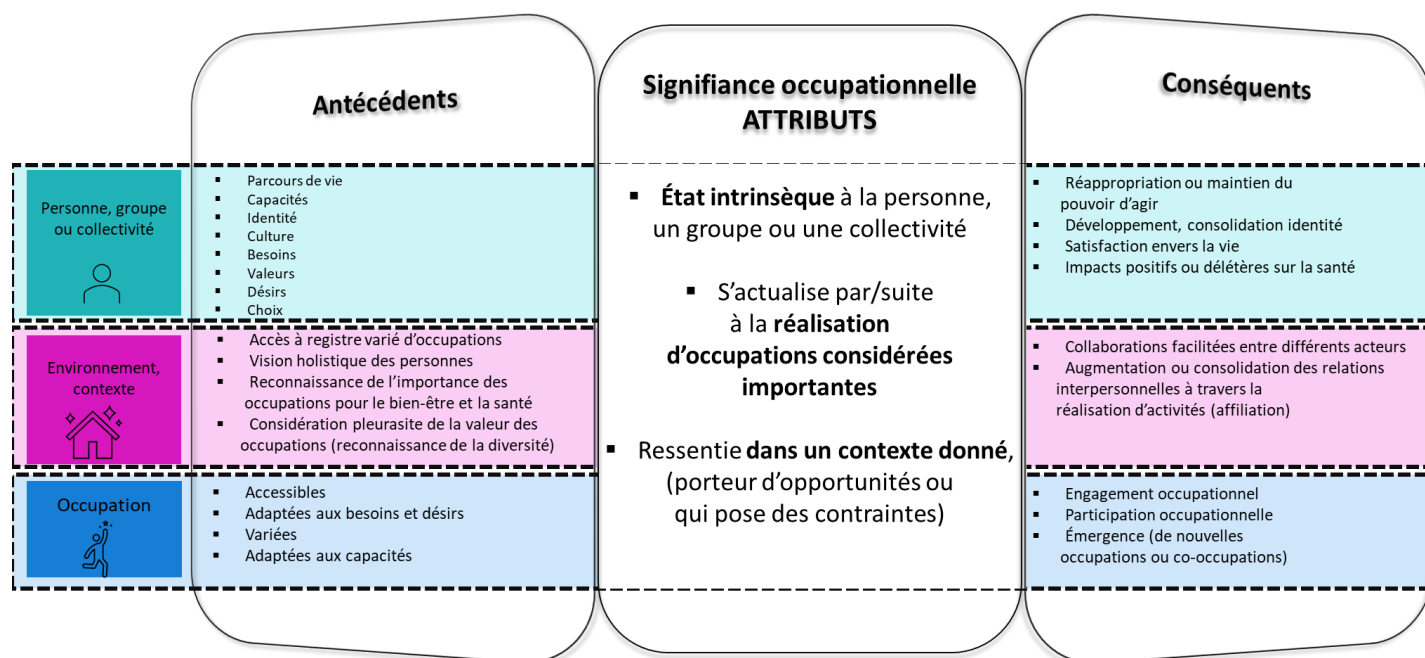 Antécédents
Signifiance occupationnelle
ATTRIBUTS
Conséquents
Personne, groupe
ou collectivité
▪ Parcours de vie
▪ Capacités
▪ Identité
▪ Culture
▪ Besoins
▪ Valeurs
▪ Désirs
▪ Choix
Environnement,
contexte
▪ Accès à registre varié d'occupations
▪ Vision holistique des personnes
▪ Reconnaissance de l'importance des
occupations pour le bien-être et la santé
▪ Considération pleurasite de la valeur des
occupations (reconnaissance de la diversité)
Occupation
▪ Accessibles
▪ Adaptées aux besoins et désirs
▪ Variées
▪ Adaptées aux capacités
▪ État intrinsèque à la personne,
un groupe ou une collectivité
▪ S'actualise par/suite
à la réalisation
d'occupations considérées
importantes
▪ Ressentie dans un contexte donné,
(porteur d'opportunités ou
qui pose des contraintes)
▪ Réappropriation ou maintien du
pouvoir d'agir
▪ Développement, consolidation identité
▪ Satisfaction envers la vie
▪ Impacts positifs ou délétères sur la santé
▪ Collaborations facilitées entre différents acteurs
▪ Augmentation ou consolidation des relations
interpersonnelles à travers la
réalisation d'activités (affiliation)
▪ Engagement occupationnel
▪ Participation occupationnelle
▪ Émergence (de nouvelles
occupations ou co-occupations)